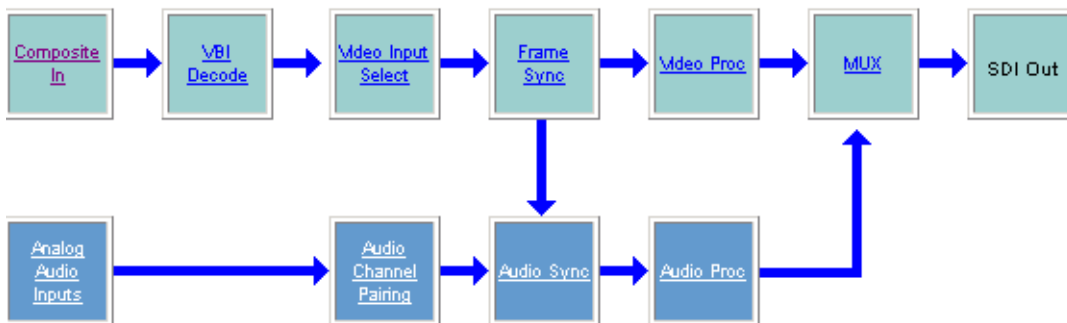 Composite
In
VBI
Decode
Video Input
Select
Frame
Sync
Video Proc
MUX
SDI Out
Analog
Audio
Inputs
Audio
Channel
Pairing
Audio Sync
Audio Proc